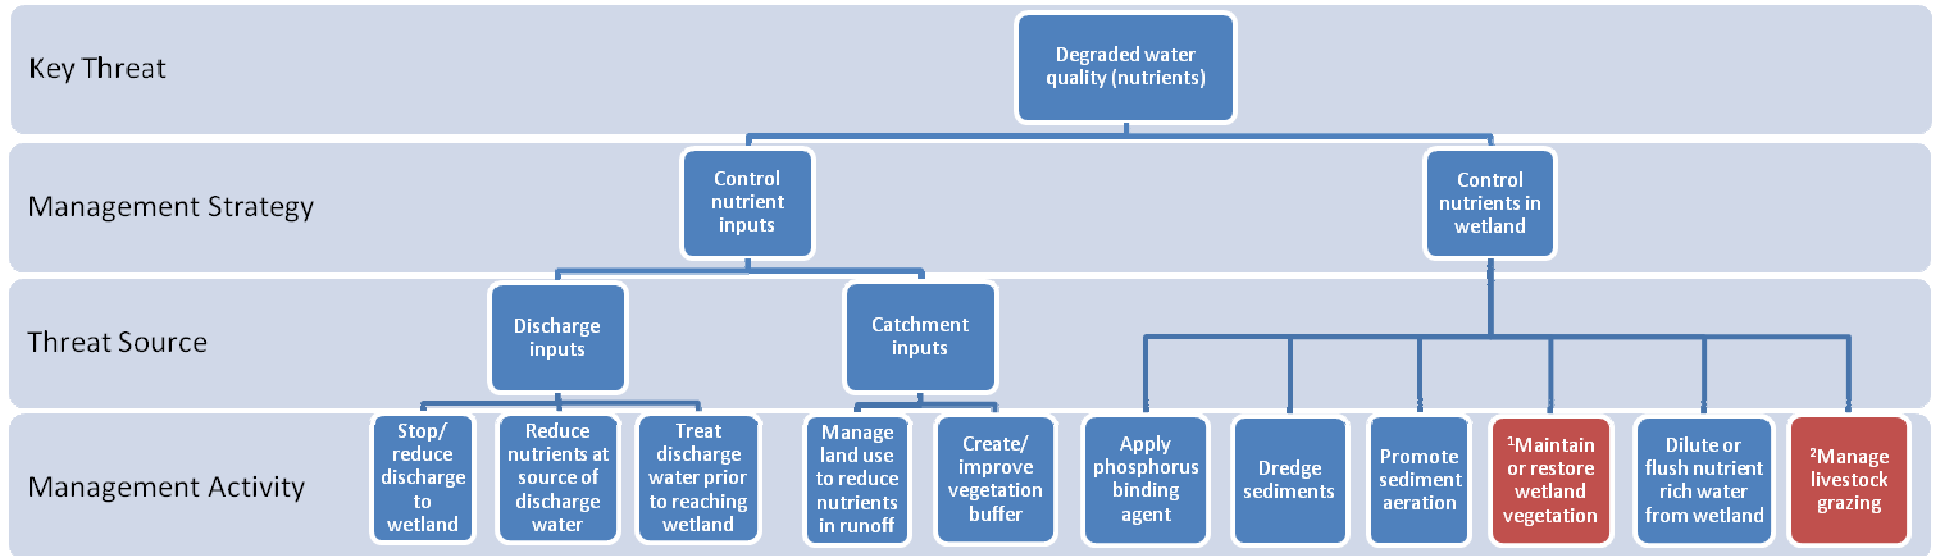 Key Threat
Degraded water
quality (nutrients)
Management Strategy
Control
nutrient
inputs
Control
nutrients in
wetland
Threat Source
Discharge
inputs
Catchment
inputs
Management Activity
Stop/
reduce
discharge
to
wetland
Reduce
nutrients at
source of
discharge
water
Treat
discharge
water prior
to reaching
wetland
Manage
land use
to reduce
nutrients
in runoff
Create/
improve
vegetation
buffer
Apply
phosphorus
binding
agent
Dredge
sediments
Promote
sediment
aeration
¹Maintain
or restore
wetland
vegetation
Dilute or
flush nutrient
rich water
from wetland
²Manage
livestock
grazing